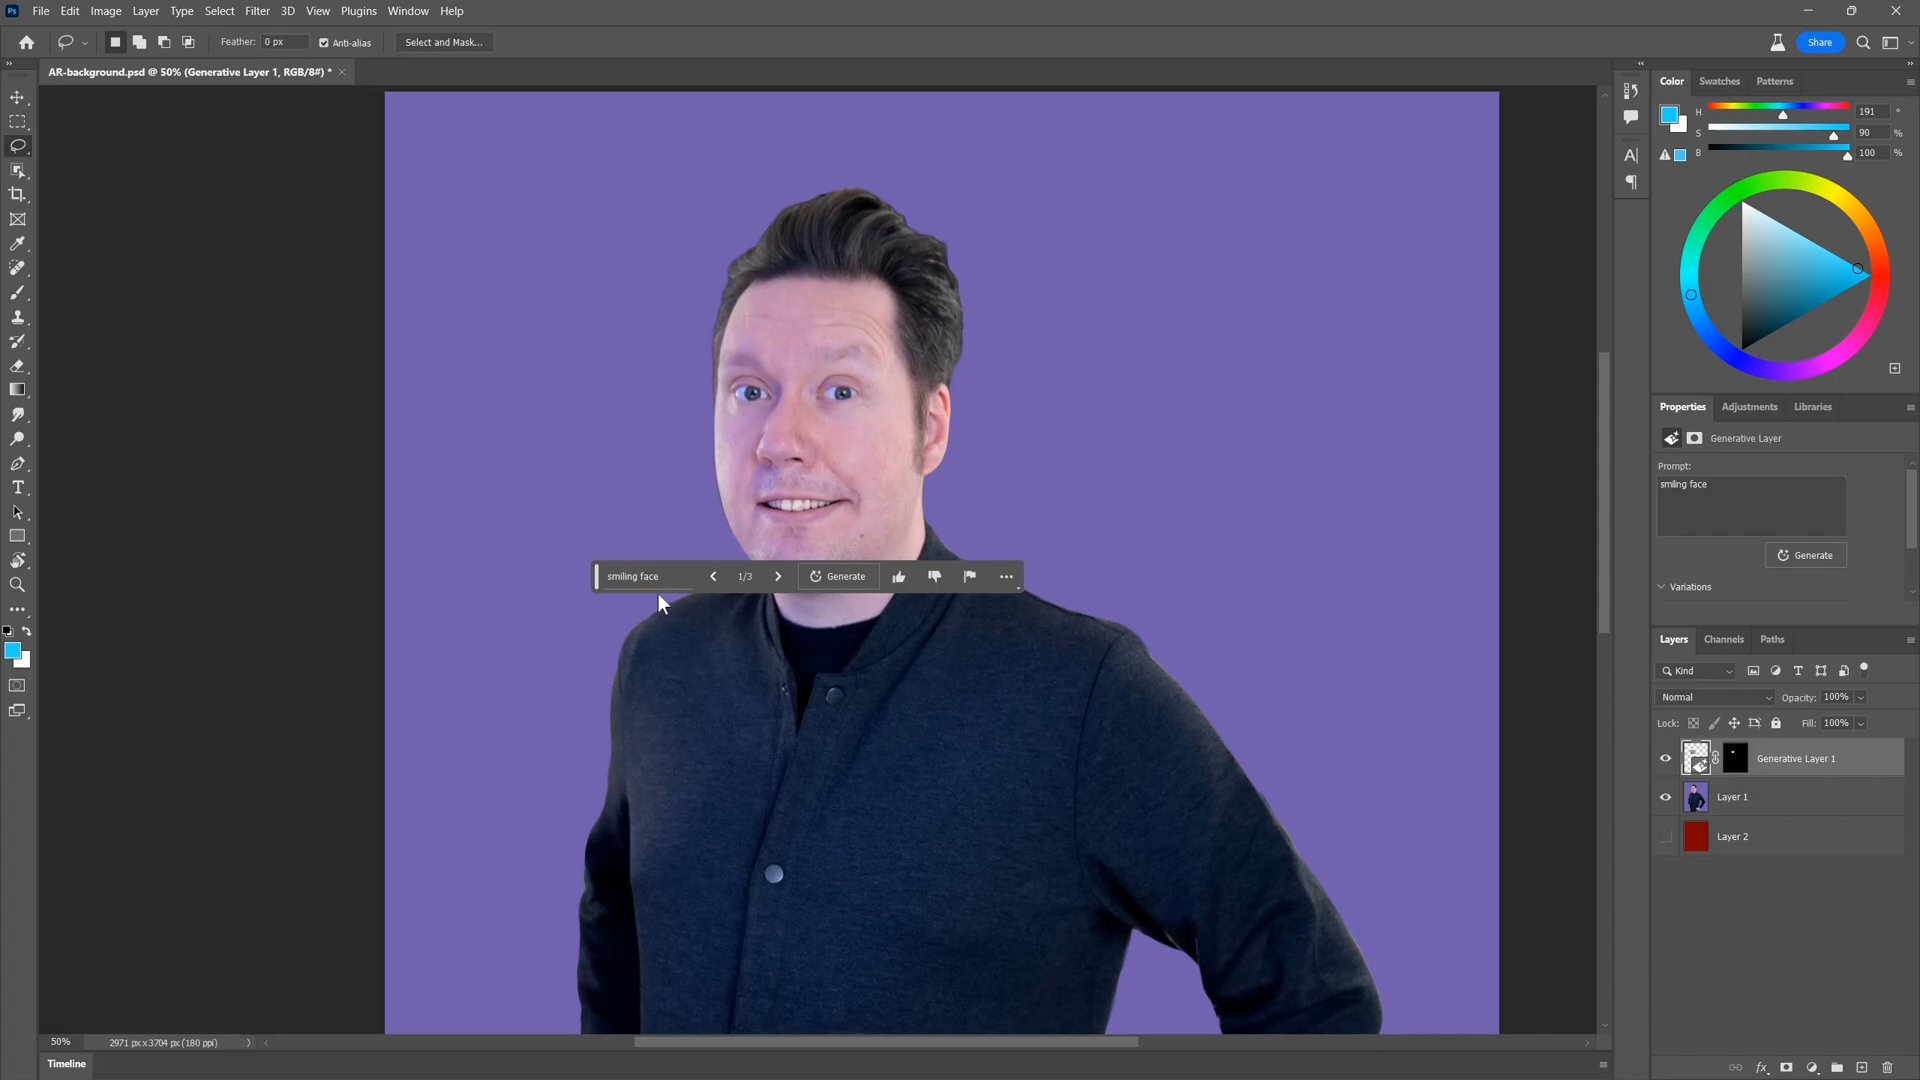 Ps File Edit Image Layer Type Select Filter 3D View Plugins Window Help
Feather: 0 px Anti-alias Select and Mask... Share
AR-background.psd @ 50% (Generative Layer 1, RGB/8#) * ×
Color Swatches Patterns
H 191 °
S 90 %
B 100 %
Properties Adjustments Libraries
Generative Layer
Prompt:
smiling face
Generate
Variations
smiling face 1/3 Generate
Layers Channels Paths
Kind
Normal Opacity: 100%
Lock: Fill: 100%
Generative Layer 1
Layer 1
Layer 2
50% 2971 px x 3704 px (180 ppi)
Timeline
fx